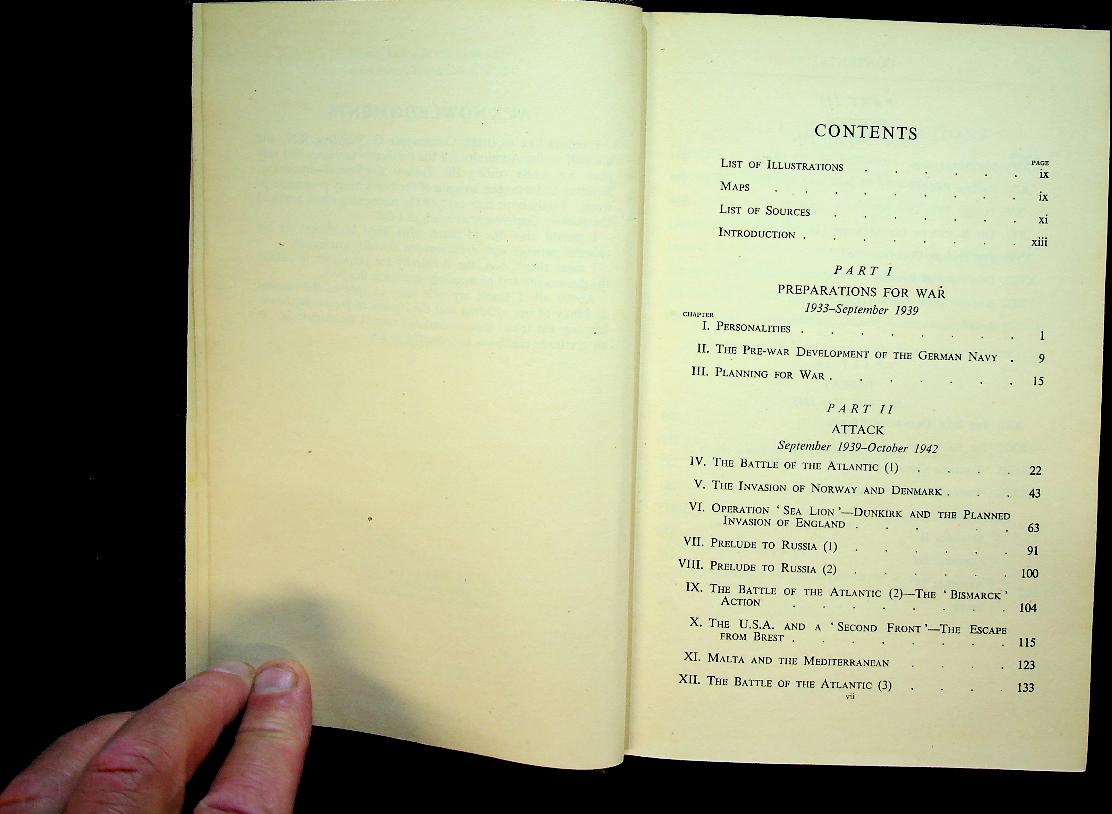 CONTENTS
PAGE
LIST OF ILLUSTRATIONS . . . . . . ix
MAPS . . . . . . . . . ix
LIST OF SOURCES . . . . . . . xi
INTRODUCTION . . . . . . . . xiii
PART I
PREPARATIONS FOR WAR
1933–September 1939
CHAPTER
I. PERSONALITIES . . . . . . . . 1
II. THE PRE-WAR DEVELOPMENT OF THE GERMAN NAVY . 9
III. PLANNING FOR WAR . . . . . . . 15
PART II
ATTACK
September 1939–October 1942
IV. THE BATTLE OF THE ATLANTIC (1) . . . . 22
V. THE INVASION OF NORWAY AND DENMARK . . . 43
VI. OPERATION ‘SEA LION’—DUNKIRK AND THE PLANNED
INVASION OF ENGLAND . . . . . . 63
VII. PRELUDE TO RUSSIA (1) . . . . . . 91
VIII. PRELUDE TO RUSSIA (2) . . . . . . 100
IX. THE BATTLE OF THE ATLANTIC (2)—THE ‘BISMARCK’
ACTION . . . . . . . . 104
X. THE U.S.A. AND A ‘SECOND FRONT’—THE ESCAPE
FROM BREST . . . . . . . . 115
XI. MALTA AND THE MEDITERRANEAN . . . . 123
XII. THE BATTLE OF THE ATLANTIC (3) . . . . 133
vii